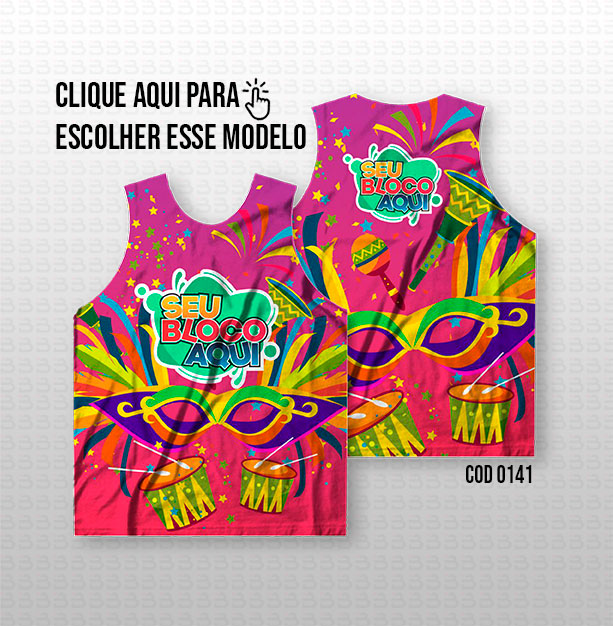 CLIQUE AQUI PARA
ESCOLHER ESSE MODELO
SEU
BLOCO
AQUI
SEU
BLOCO
AQUI
COD 0141